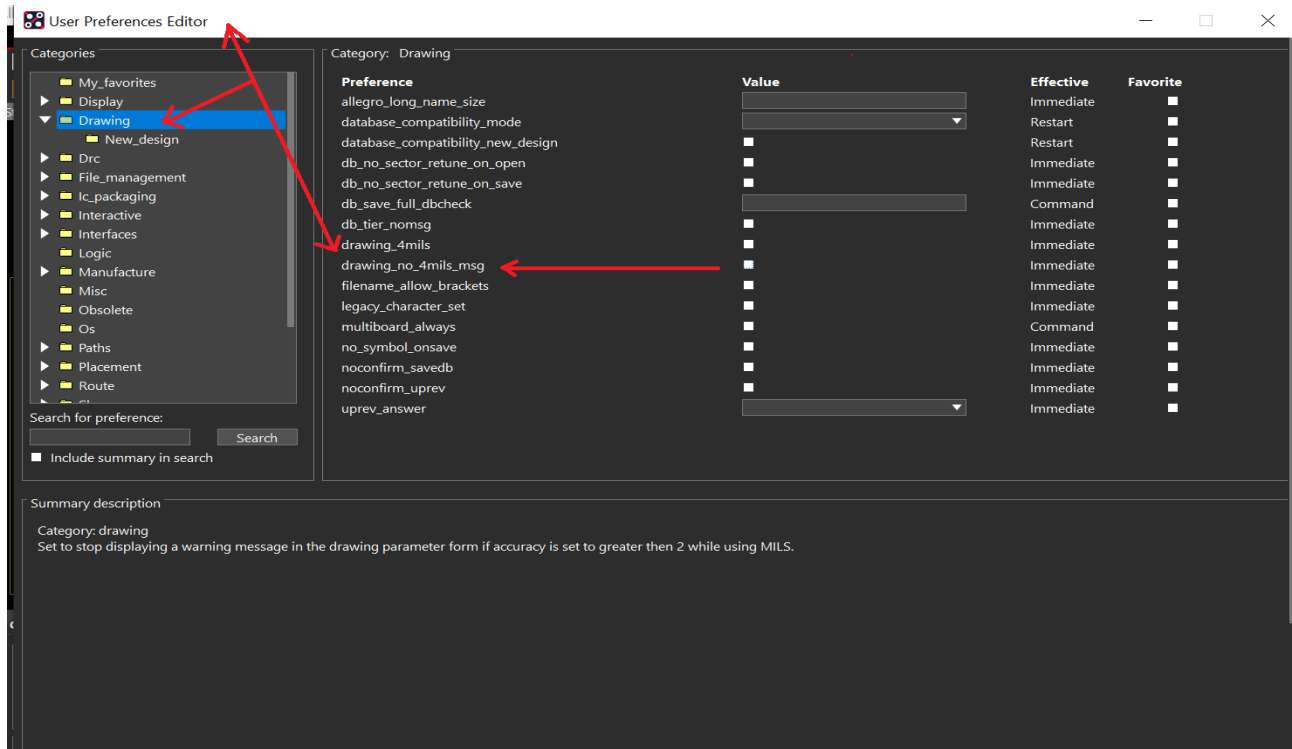 User Preferences Editor
Categories
My_favorites
Display
Drawing
New_design
Drc
File_management
Ic_packaging
Interactive
Interfaces
Logic
Manufacture
Misc
Obsolete
Os
Paths
Placement
Route
Search for preference:
Search
Include summary in search
Category: Drawing
Preference Value Effective Favorite
allegro_long_name_size Immediate
database_compatibility_mode Restart
database_compatibility_new_design Restart
db_no_sector_retune_on_open Immediate
db_no_sector_retune_on_save Immediate
db_save_full_dbcheck Command
db_tier_nomsg Immediate
drawing_4mils Immediate
drawing_no_4mils_msg Immediate
filename_allow_brackets Immediate
legacy_character_set Immediate
multiboard_always Command
no_symbol_onsave Immediate
noconfirm_savedb Immediate
noconfirm_uprev Immediate
uprev_answer Immediate
Summary description
Category: drawing
Set to stop displaying a warning message in the drawing parameter form if accuracy is set to greater then 2 while using MILS.